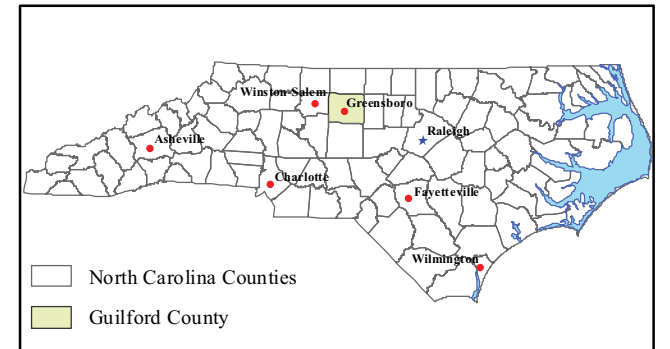 Winston-Salem
Greensboro
Raleigh
Asheville
Charlotte
Fayetteville
Wilmington
North Carolina Counties
Guilford County